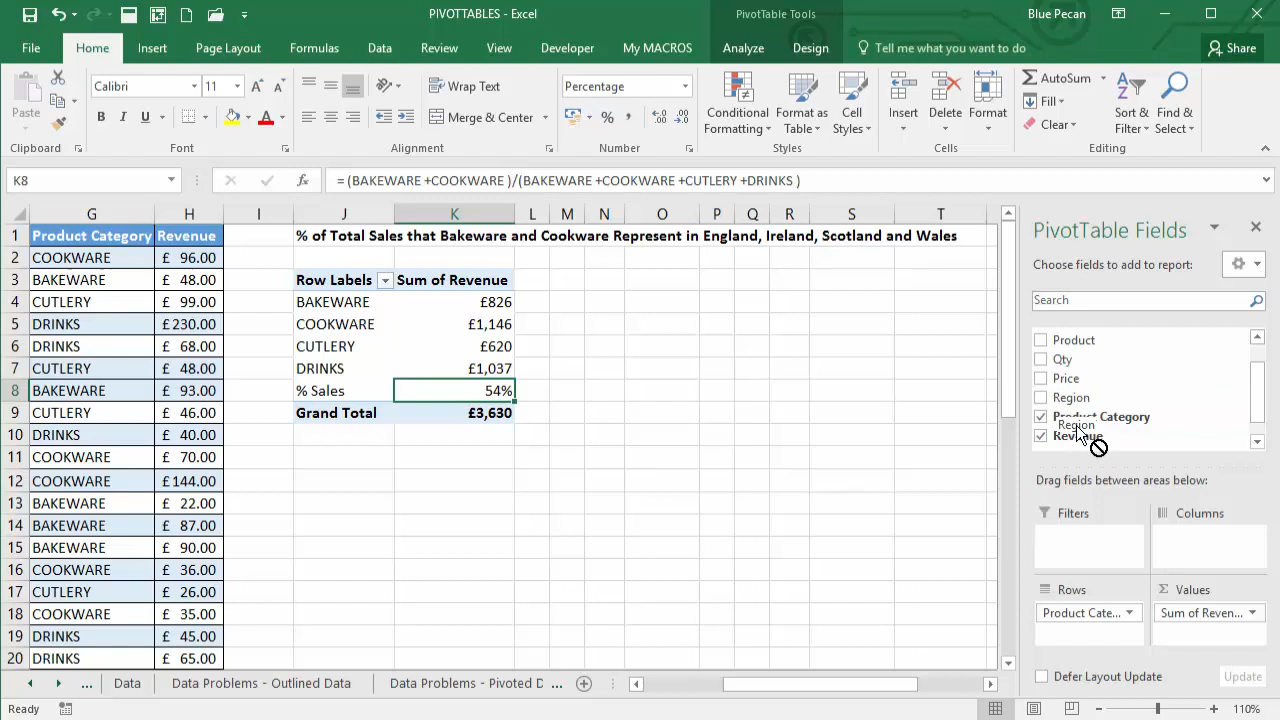 PIVOTTABLES - Excel
PivotTable Tools
Blue Pecan
File
Home
Insert
Page Layout
Formulas
Data
Review
View
Developer
My MACROS
Analyze
Design
Tell me what you want to do
Share
Paste
Clipboard
Calibri
11
A
A
B
I
U
A
Font
Wrap Text
Merge & Center
Alignment
Percentage
%
Number
Conditional
Formatting
Format as
Table
Cell
Styles
Styles
Insert
Delete
Format
Cells
AutoSum
Fill
Clear
Sort &
Filter
Find &
Select
Editing
K8
fx
= (BAKEWARE +COOKWARE )/(BAKEWARE +COOKWARE +CUTLERY +DRINKS )
G H I J K L M N O P Q R S T
1 Product Category Revenue % of Total Sales that Bakeware and Cookware Represent in England, Ireland, Scotland and Wales
2 COOKWARE £ 96.00
3 BAKEWARE £ 48.00 Row Labels Sum of Revenue
4 CUTLERY £ 99.00 BAKEWARE £826
5 DRINKS £ 230.00 COOKWARE £1,146
6 DRINKS £ 68.00 CUTLERY £620
7 CUTLERY £ 48.00 DRINKS £1,037
8 BAKEWARE £ 93.00 % Sales 54%
9 CUTLERY £ 46.00 Grand Total £3,630
10 DRINKS £ 40.00
11 COOKWARE £ 70.00
12 COOKWARE £ 144.00
13 BAKEWARE £ 22.00
14 BAKEWARE £ 87.00
15 BAKEWARE £ 90.00
16 COOKWARE £ 36.00
17 CUTLERY £ 26.00
18 COOKWARE £ 35.00
19 DRINKS £ 45.00
20 DRINKS £ 65.00
PivotTable Fields
Choose fields to add to report:
Search
Product
Qty
Price
Region
Product Category
Region
Revenue
Drag fields between areas below:
Filters
Columns
Rows
Values
Product Cate...
Sum of Reven...
Defer Layout Update
Update
...
Data
Data Problems - Outlined Data
Data Problems - Pivoted D
...
Ready
110%